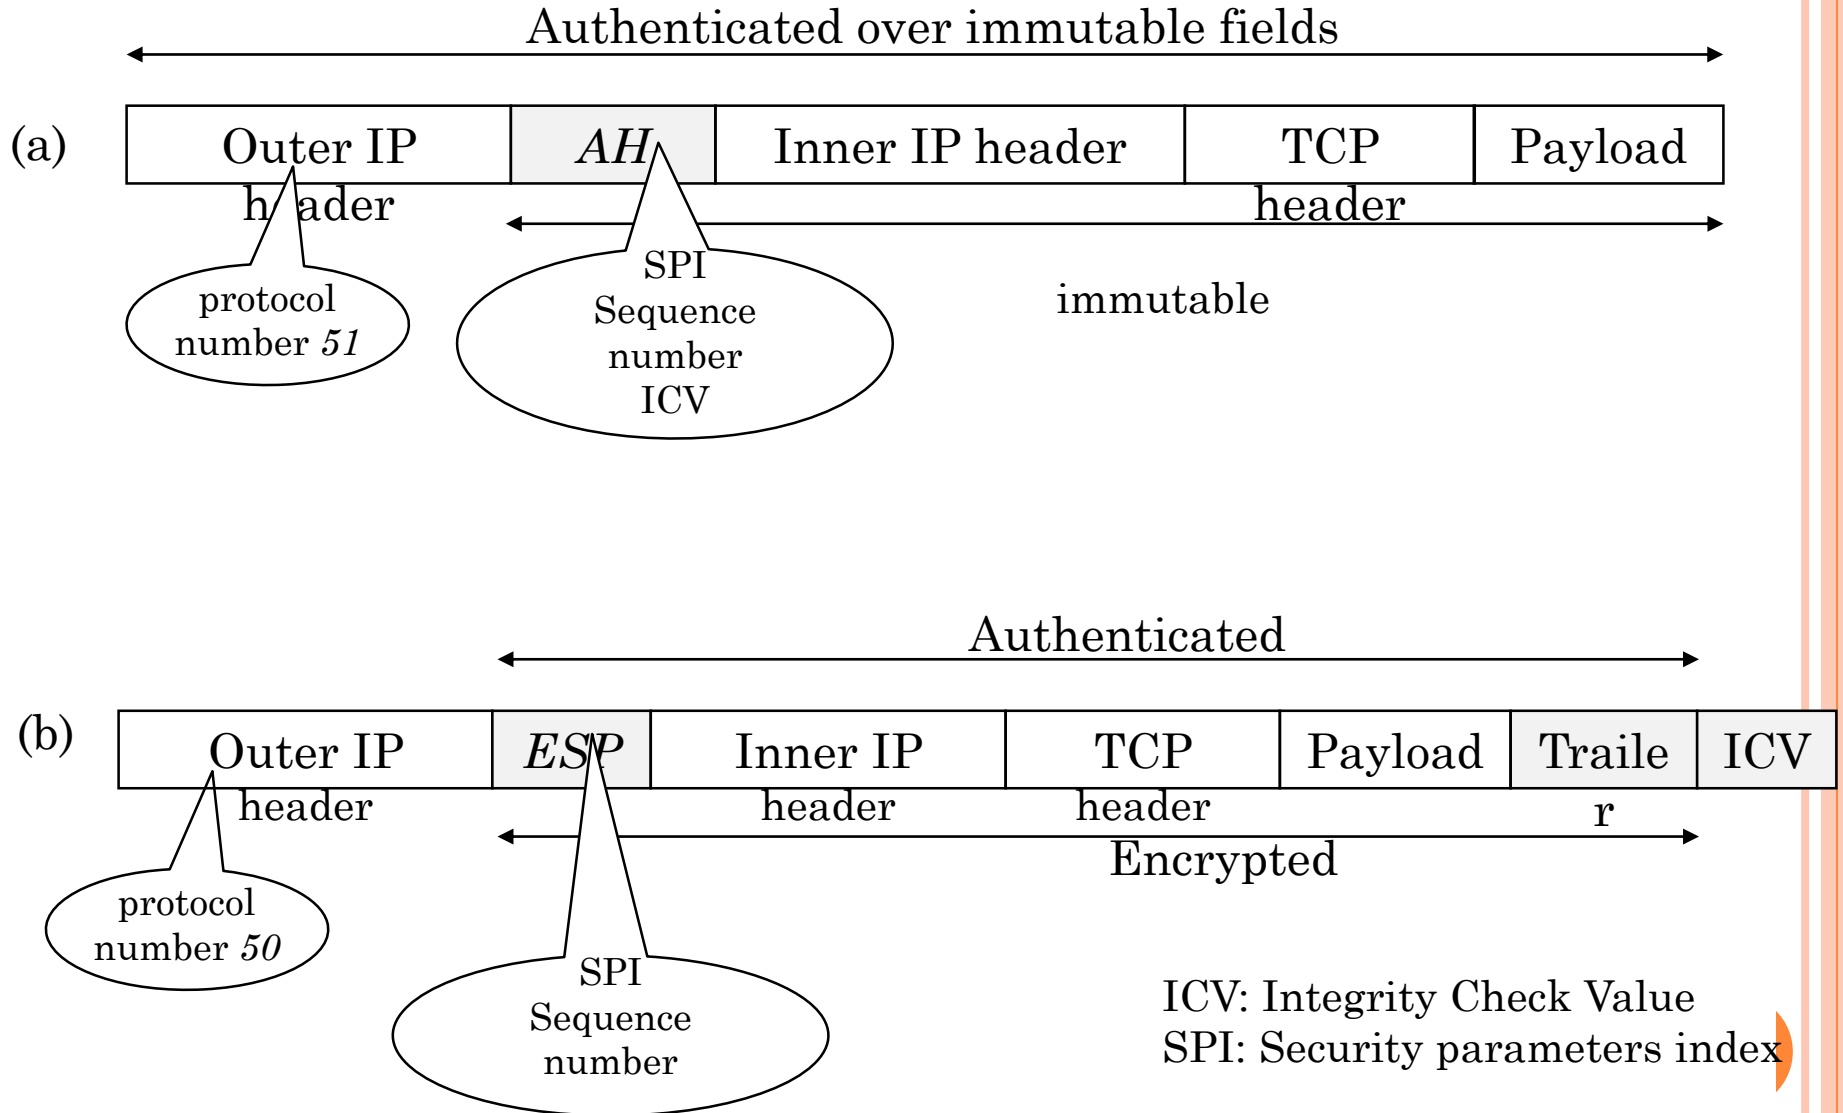 Authenticated over immutable fields
(a)
Outer IP
header
AH
Inner IP header
TCP
header
Payload
protocol
number 51
SPI
Sequence
number
ICV
immutable
Authenticated
(b)
Outer IP
header
ESP
Inner IP
header
TCP
header
Payload
Traile
r
ICV
Encrypted
protocol
number 50
SPI
Sequence
number
ICV: Integrity Check Value
SPI: Security parameters index